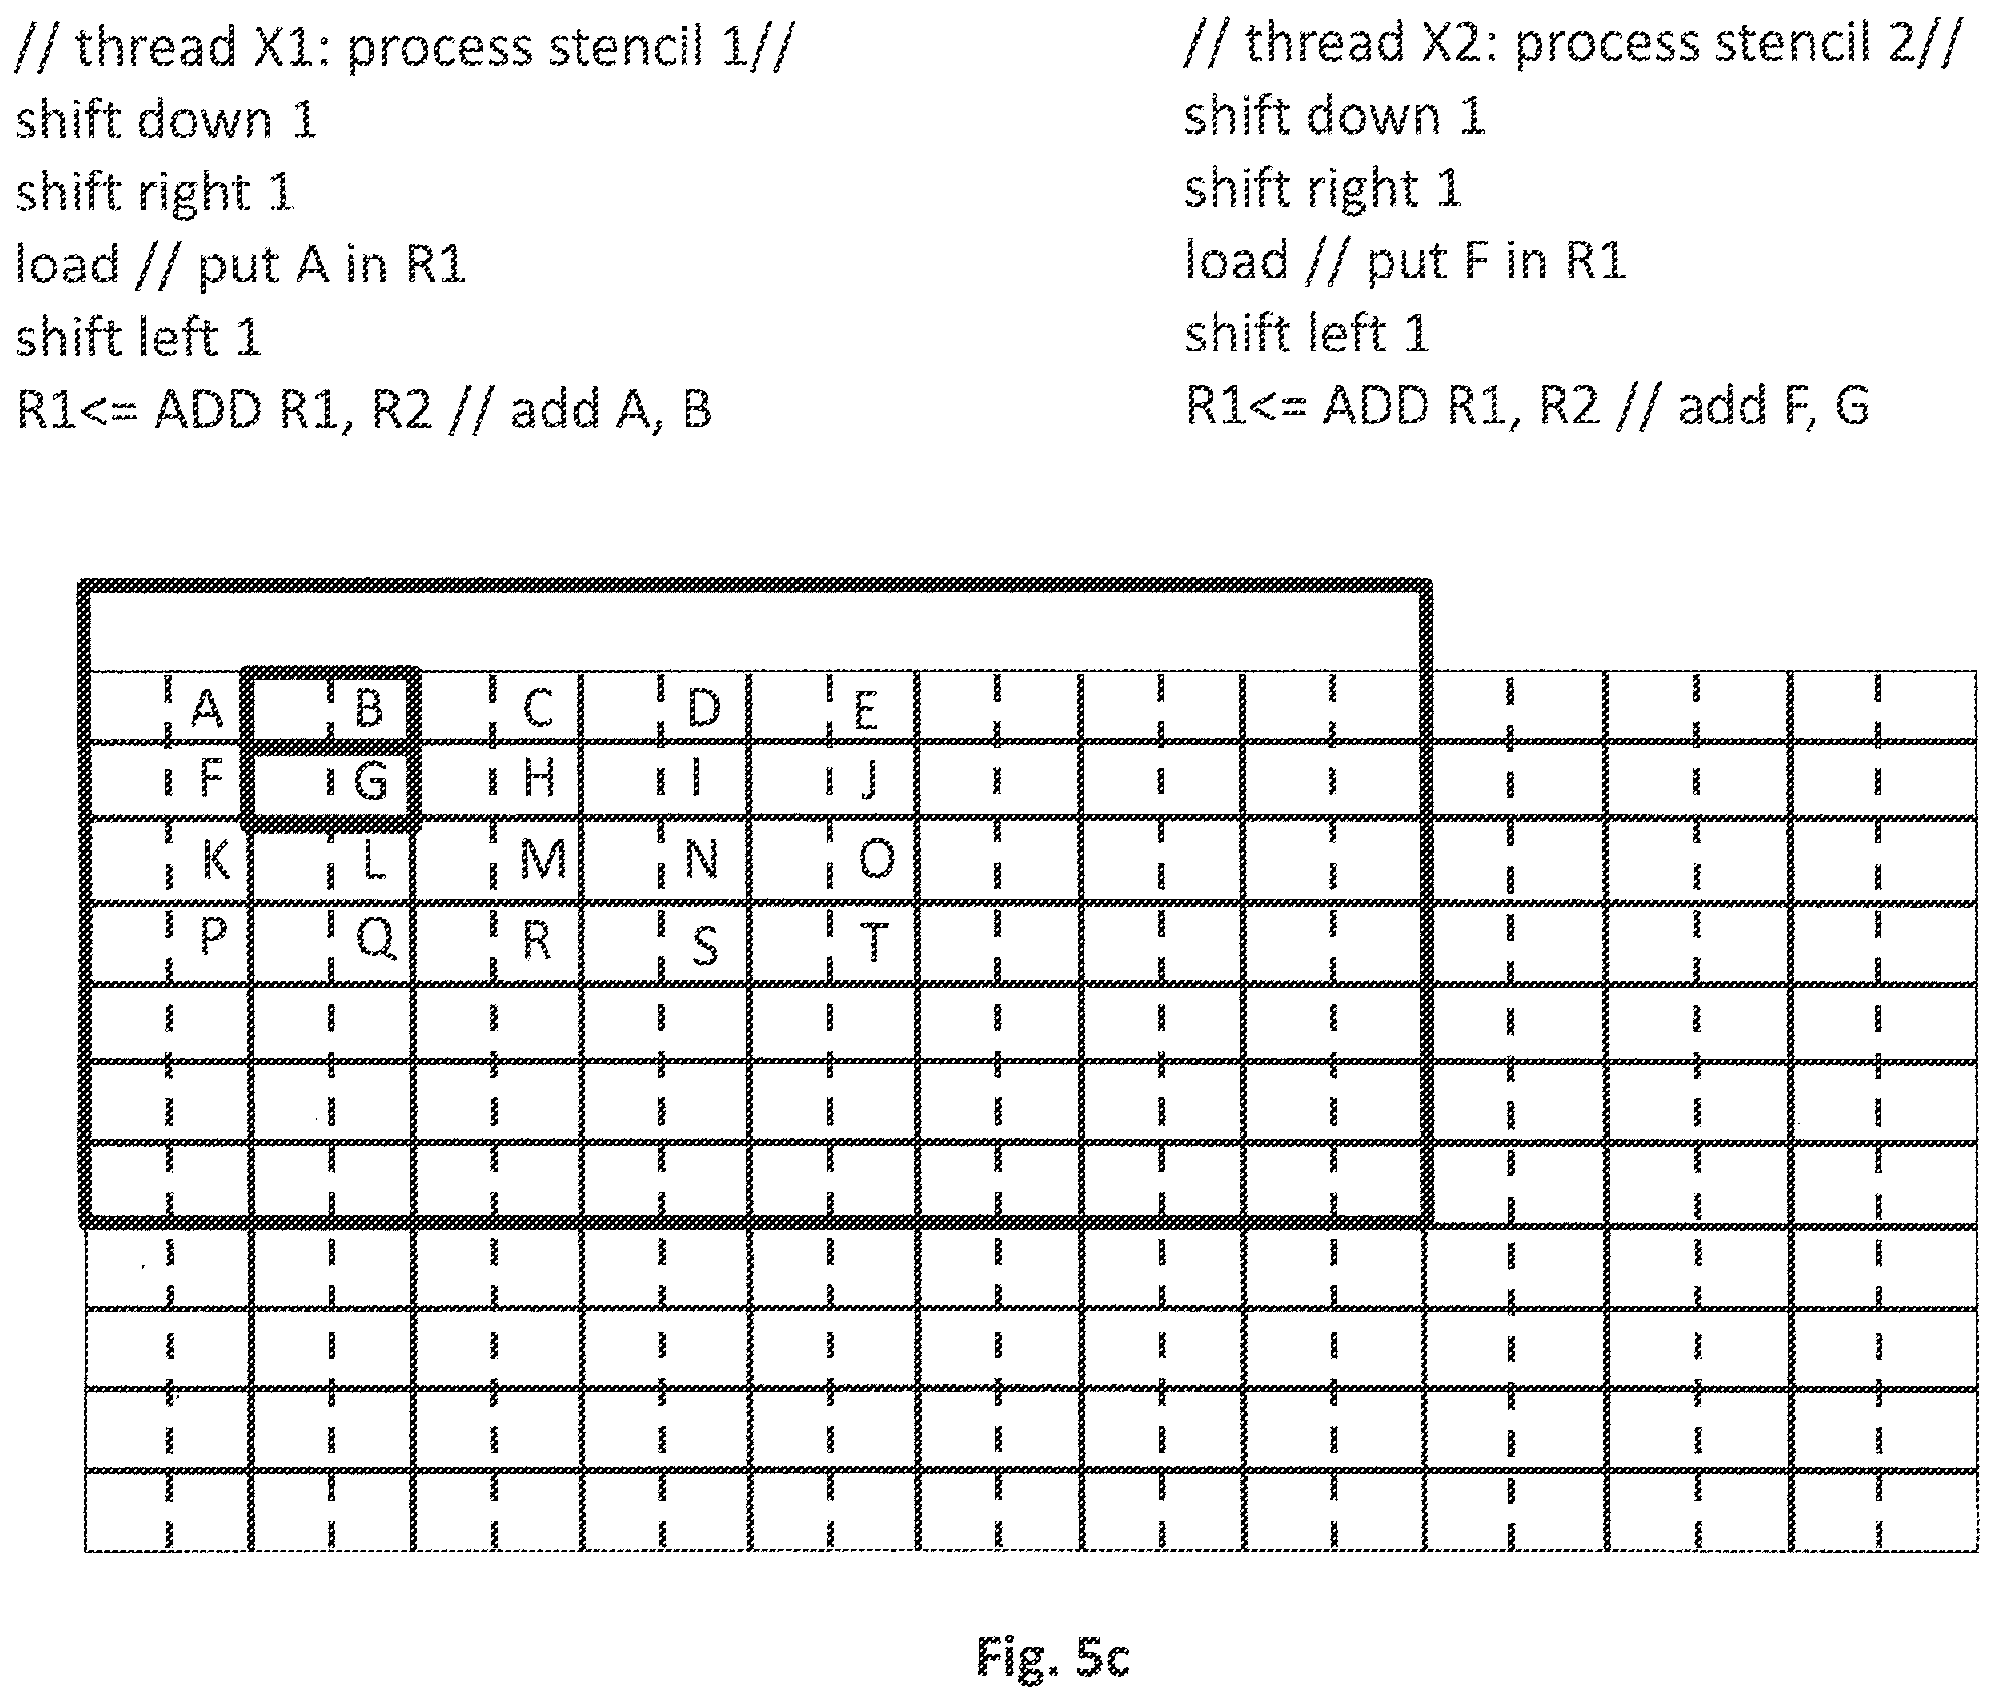 // thread X1: process stencil 1//
shift down 1
shift right 1
load // put A in R1
shift left 1
R1<= ADD R1, R2 // add A, B
// thread X2: process stencil 2//
shift down 1
shift right 1
load // put F in R1
shift left 1
R1<= ADD R1, R2 // add F, G
A B C D E
F G H I J
K L M N O
P Q R S T
Fig. 5c